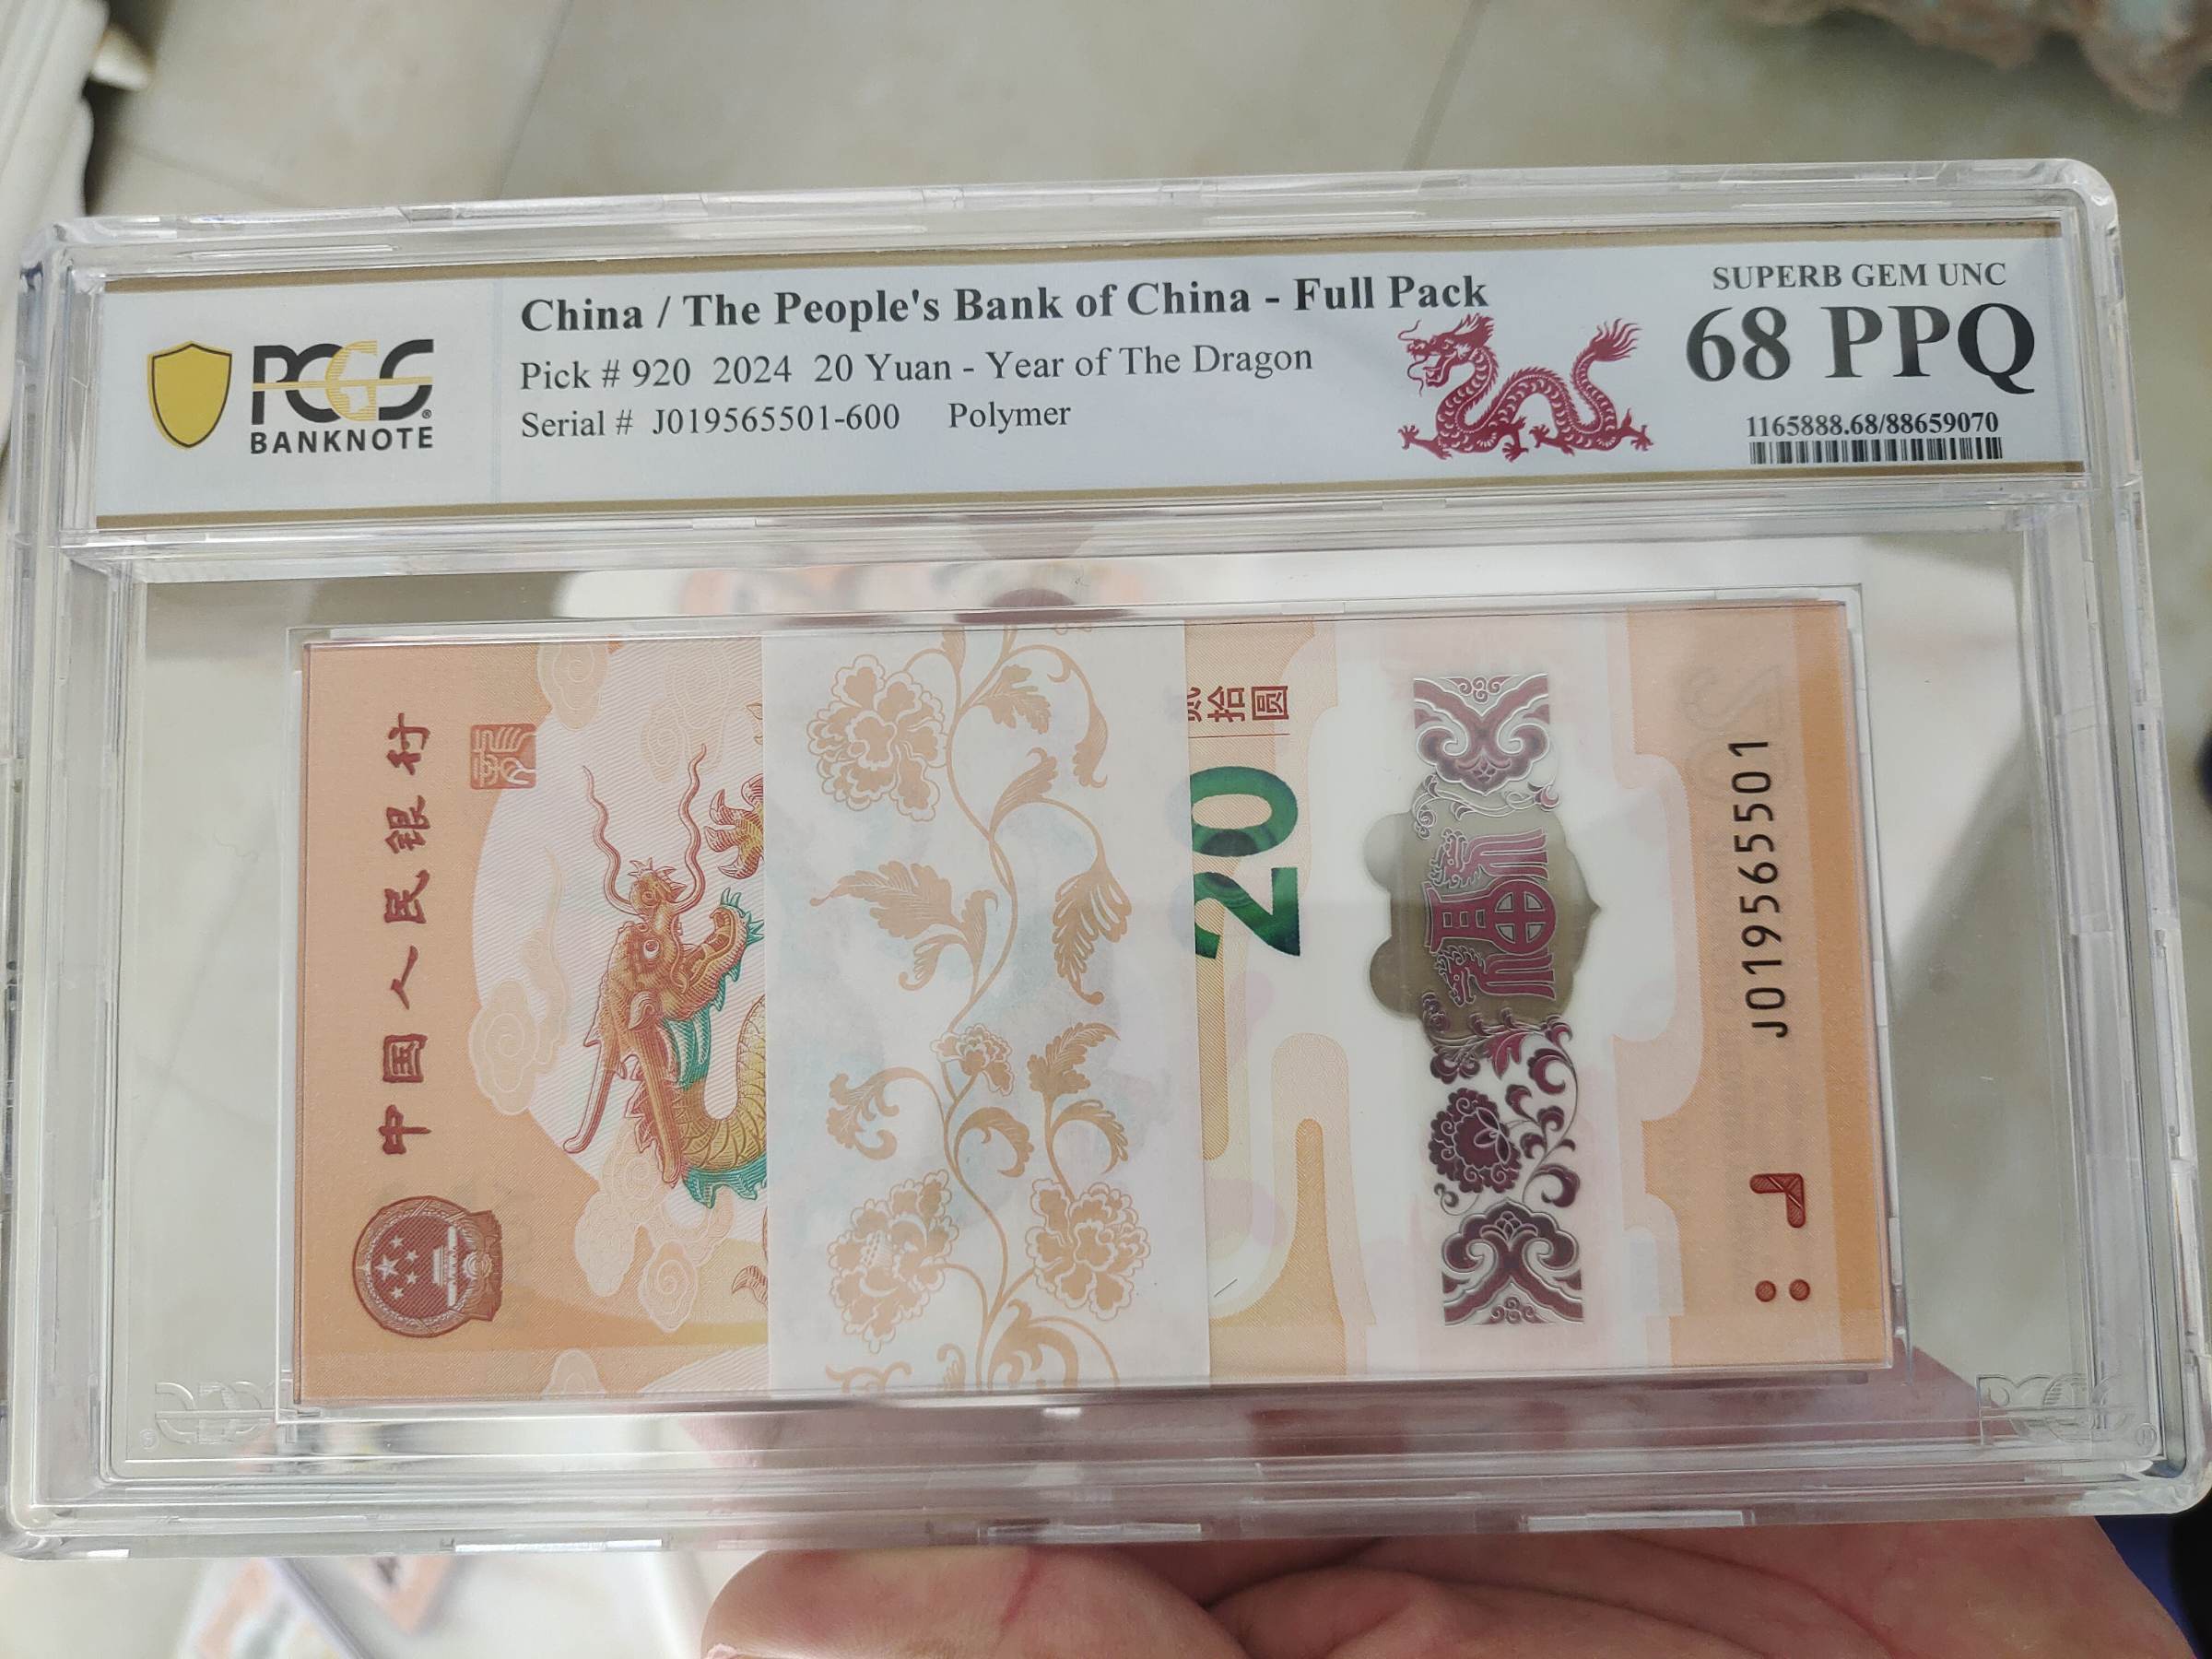 PCGS
BANKNOTE
China / The People's Bank of China - Full Pack
Pick # 920 2024 20 Yuan - Year of The Dragon
Serial # J019565501-600 Polymer
SUPERB GEM UNC
68 PPQ
1165888.68/88659070
中国人民银行
拾圆
20
J019565501
PCGS